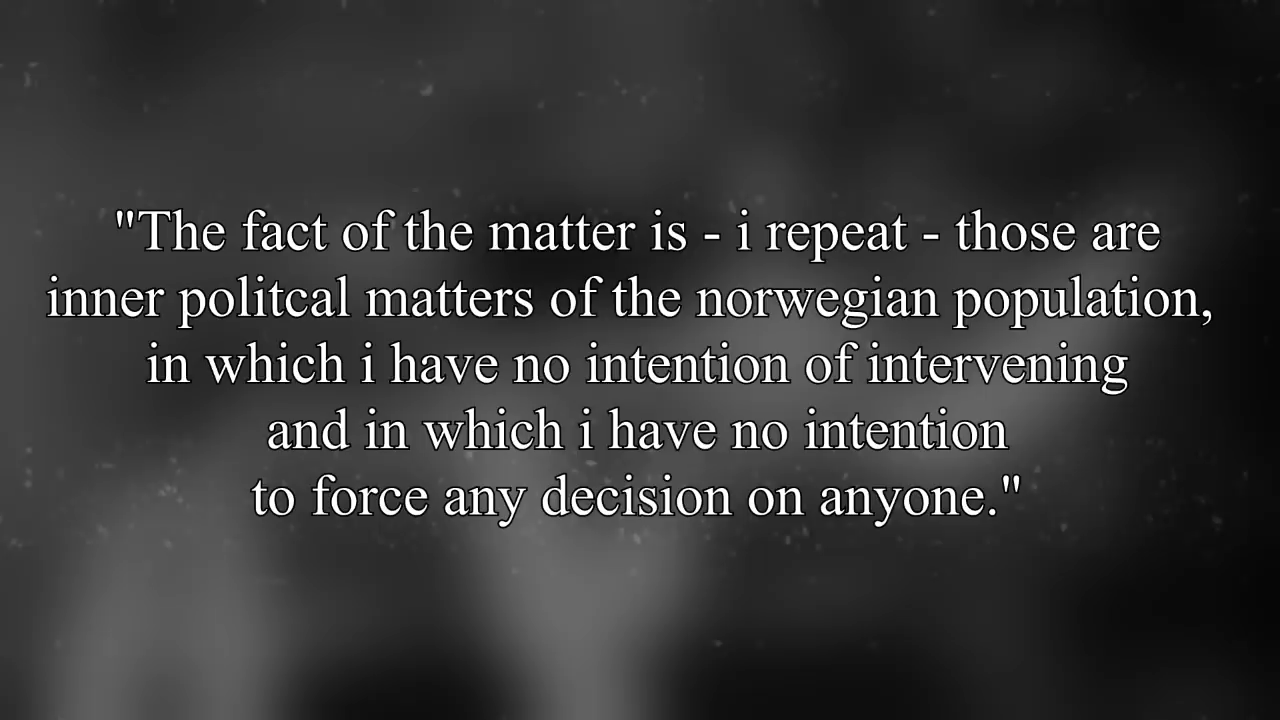 "The fact of the matter is - i repeat - those are
inner politcal matters of the norwegian population,
in which i have no intention of intervening
and in which i have no intention
to force any decision on anyone."